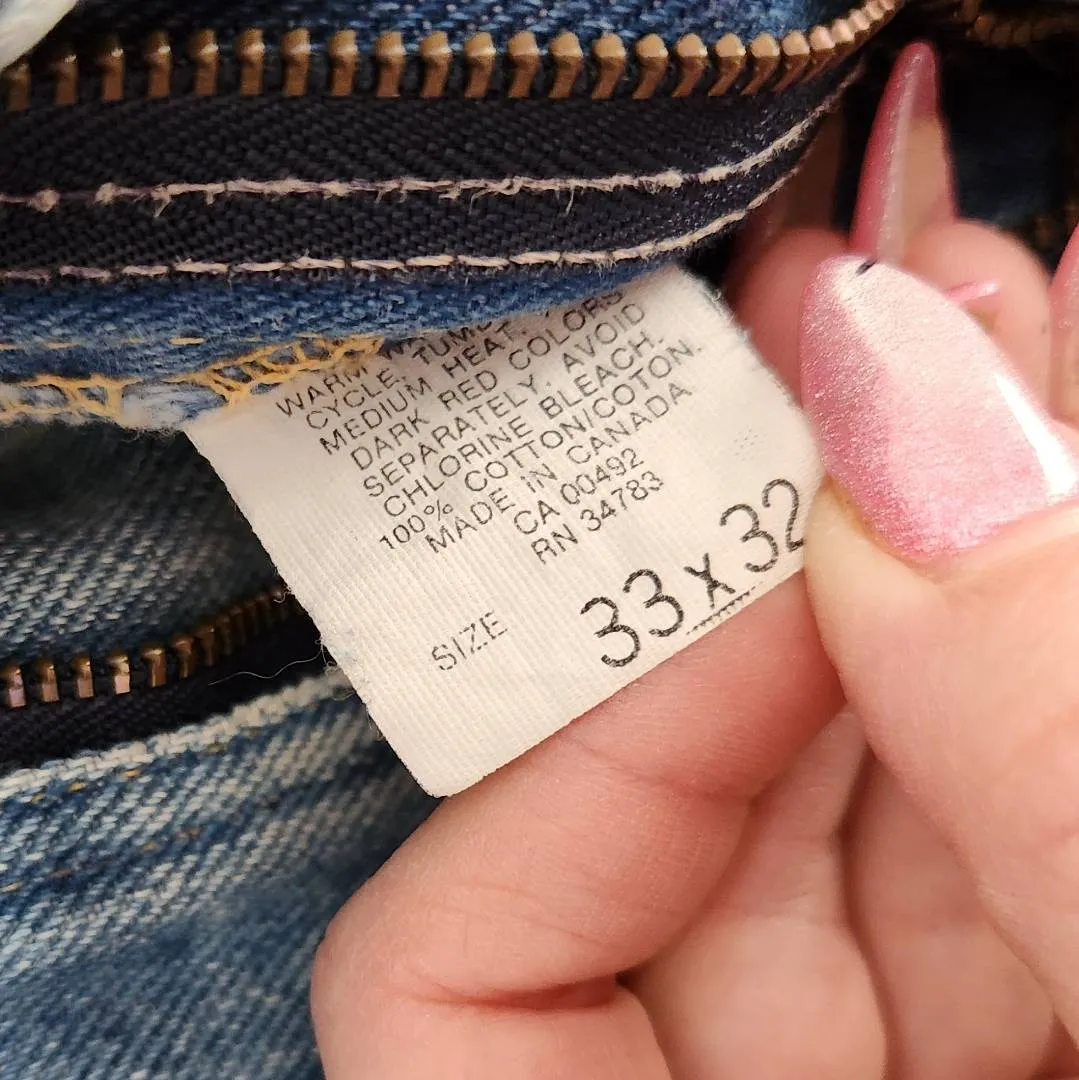 WARM
CYCLE, TUMB
MEDIUM HEAT.
DARK RED COLORS
SEPARATELY, AVOID
CHLORINE BLEACH.
100% COTTON/COTON.
MADE IN CANADA
CA 00492
RN 34783
SIZE 33 x 32